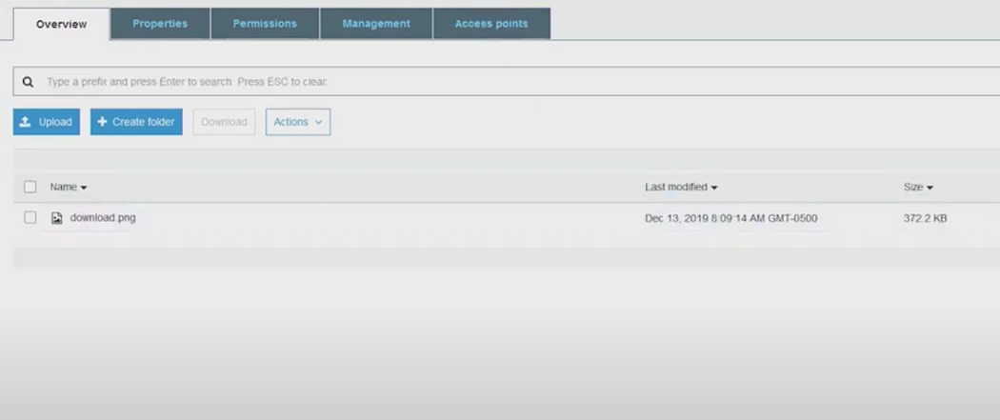 Overview Properties Permissions Management Access points
Type a prefix and press Enter to search. Press ESC to clear.
Upload Create folder Download Actions
Name Last modified Size
download.png Dec 13, 2019 8:09:14 AM GMT-0500 372.2 KB